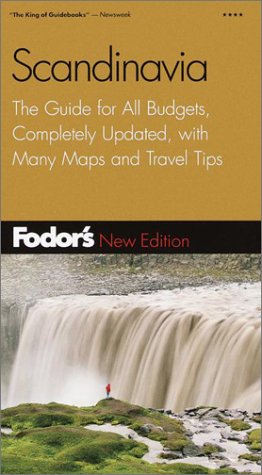 "The King of Guidebooks" — Newsweek ★★★★
Scandinavia
The Guide for All Budgets,
Completely Updated, with
Many Maps and Travel Tips
Fodor's New Edition